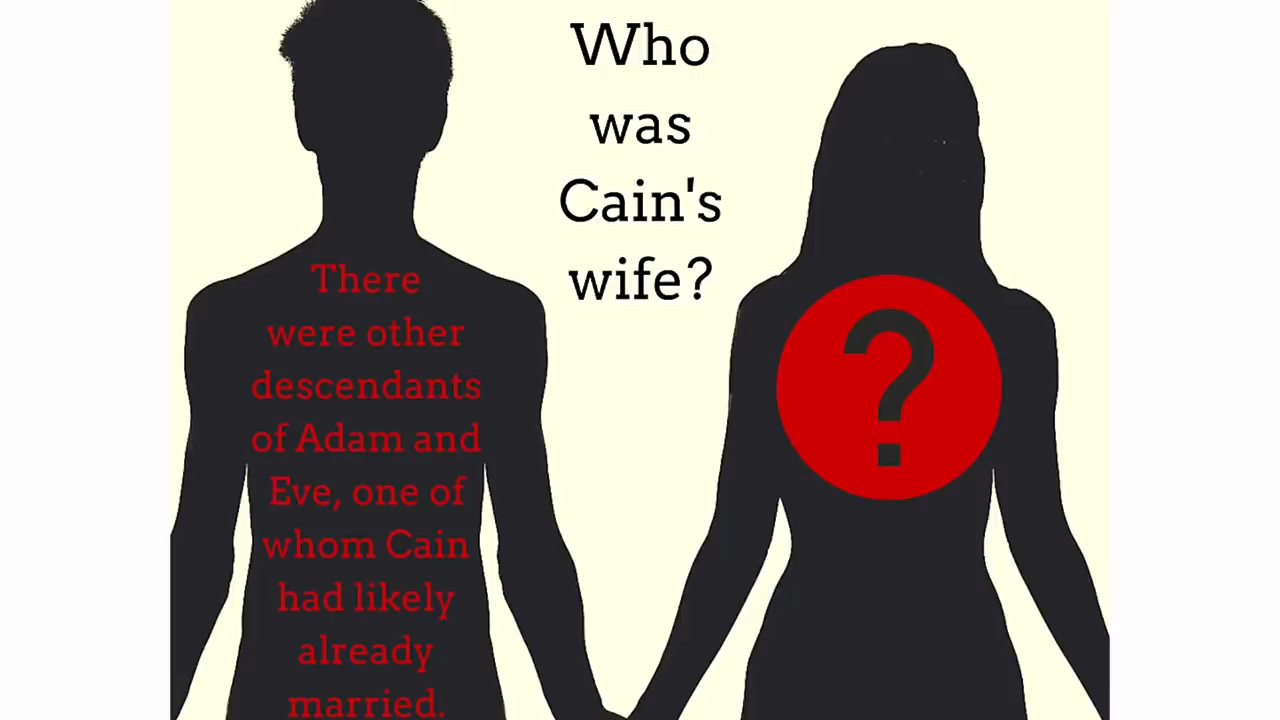 Who
was
Cain's
wife?
There
were other
descendants
of Adam and
Eve, one of
whom Cain
had likely
already
married.
?